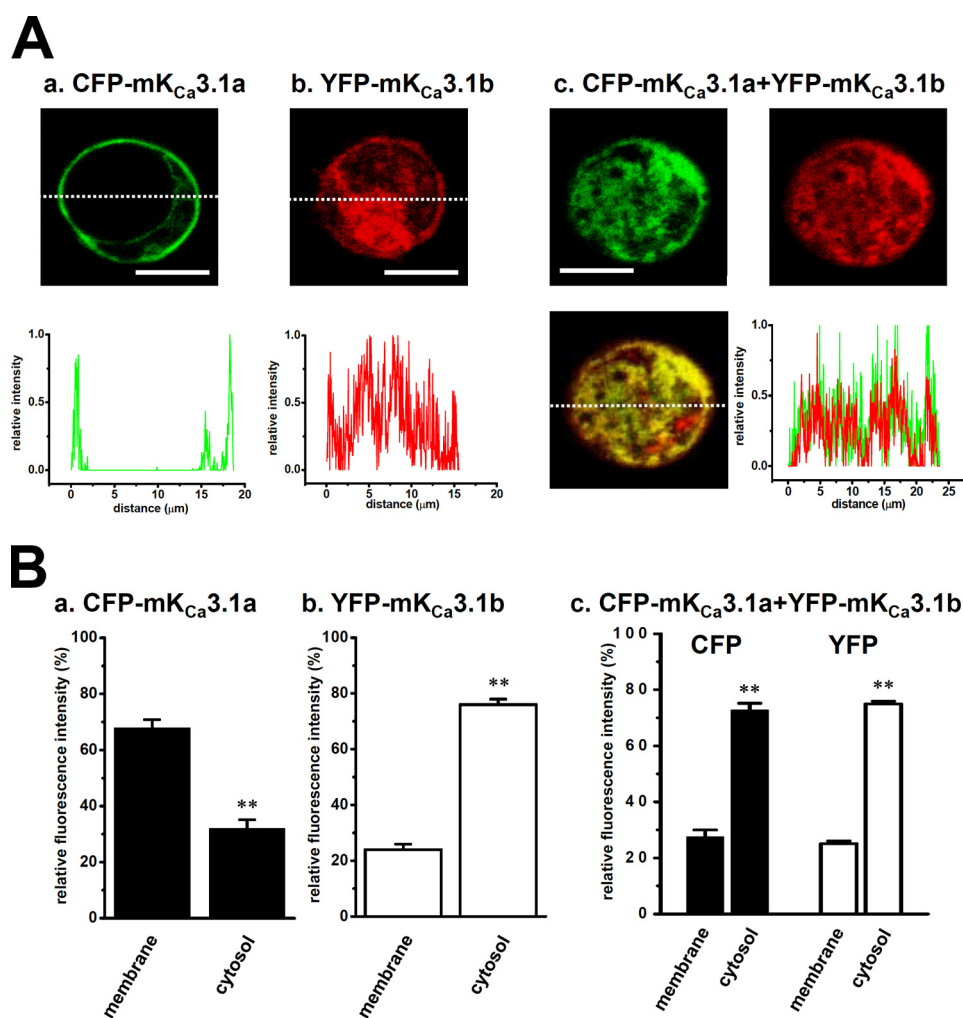 A
a. CFP-mKCa3.1a
b. YFP-mKCa3.1b
c. CFP-mKCa3.1a+YFP-mKCa3.1b
relative intensity
1.0
0.5
0.0
0 5 10 15 20
distance (μm)
relative intensity
1.0
0.5
0.0
0 5 10 15 20
distance (μm)
relative intensity
1.0
0.5
0.0
0 5 10 15 20 25
distance (μm)
B
a. CFP-mKCa3.1a
relative fluorescence intensity (%)
100
80
60
40
20
0
**
membrane
cytosol
b. YFP-mKCa3.1b
relative fluorescence intensity (%)
100
80
60
40
20
0
**
membrane
cytosol
c. CFP-mKCa3.1a+YFP-mKCa3.1b
relative fluorescence intensity (%)
100
80
60
40
20
0
CFP
YFP
**
**
membrane
cytosol
membrane
cytosol